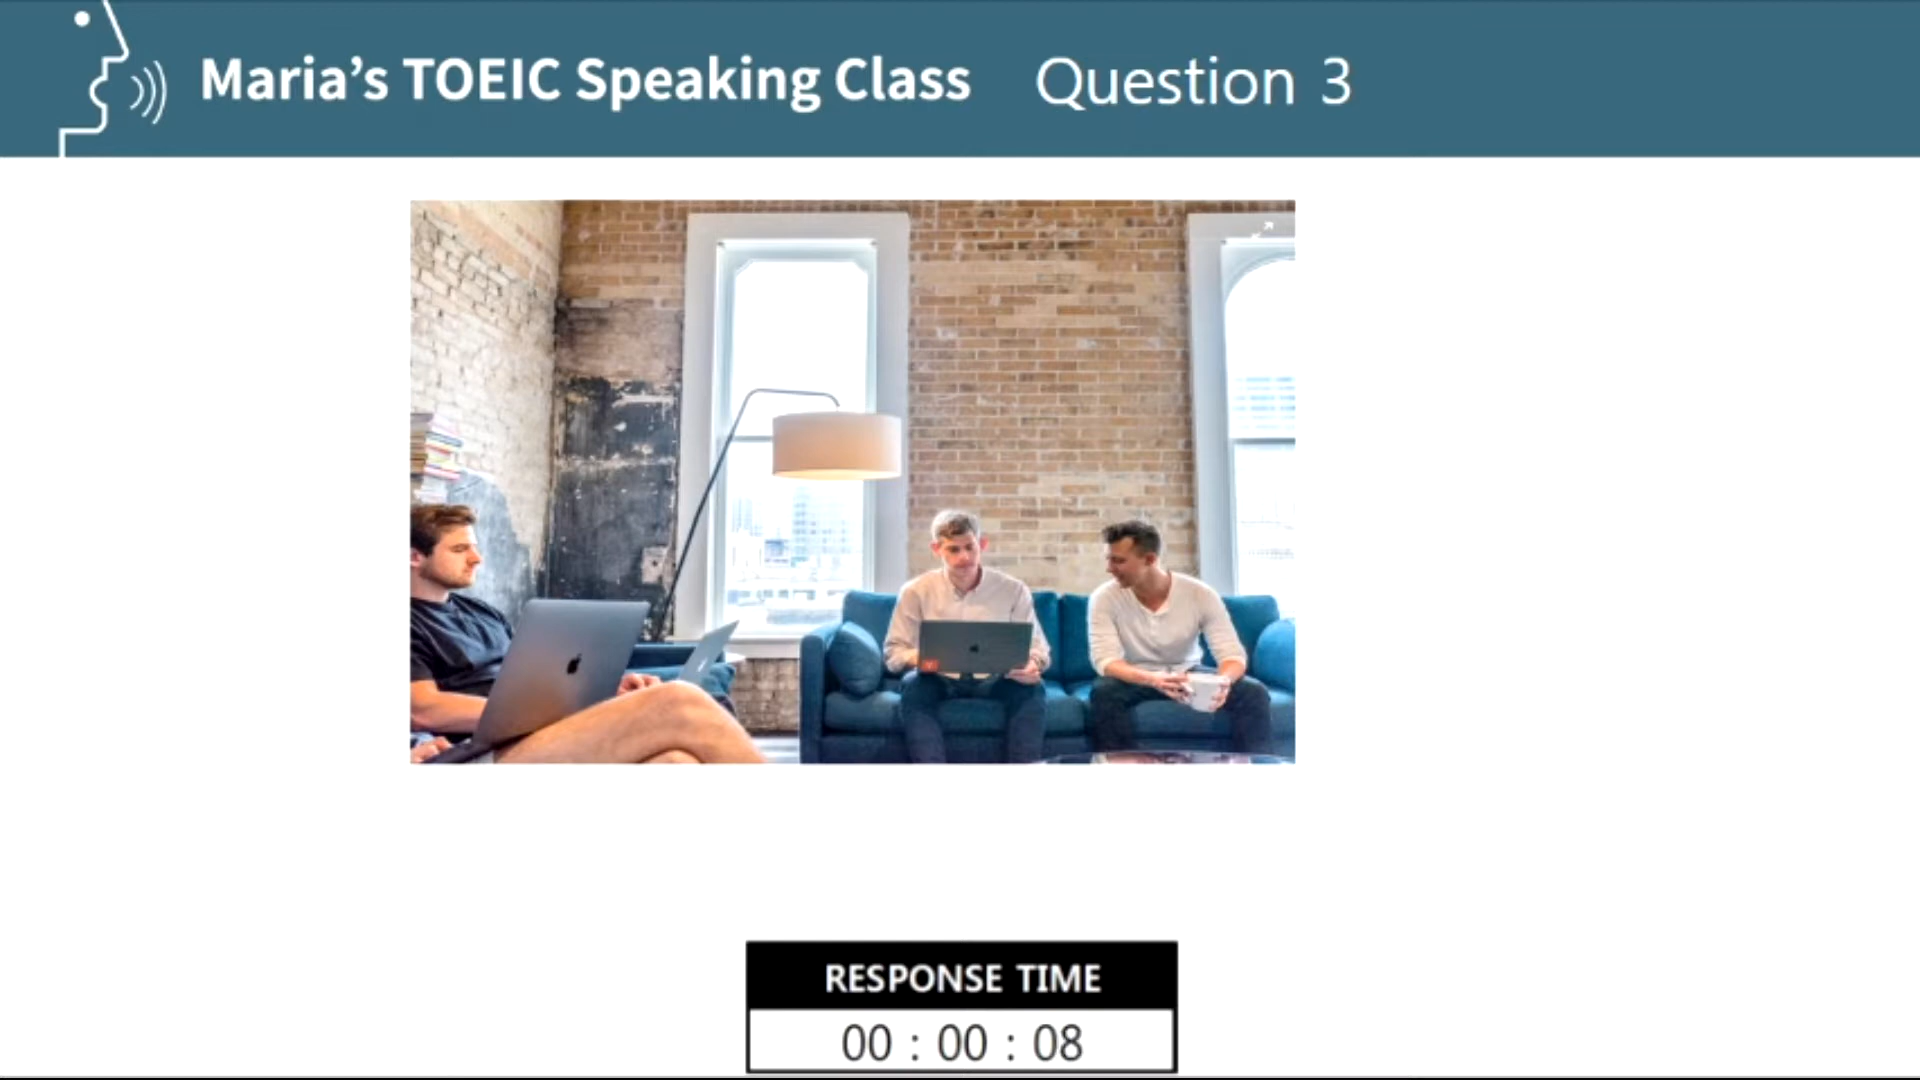 Maria’s TOEIC Speaking Class Question 3
RESPONSE TIME
00 : 00 : 08